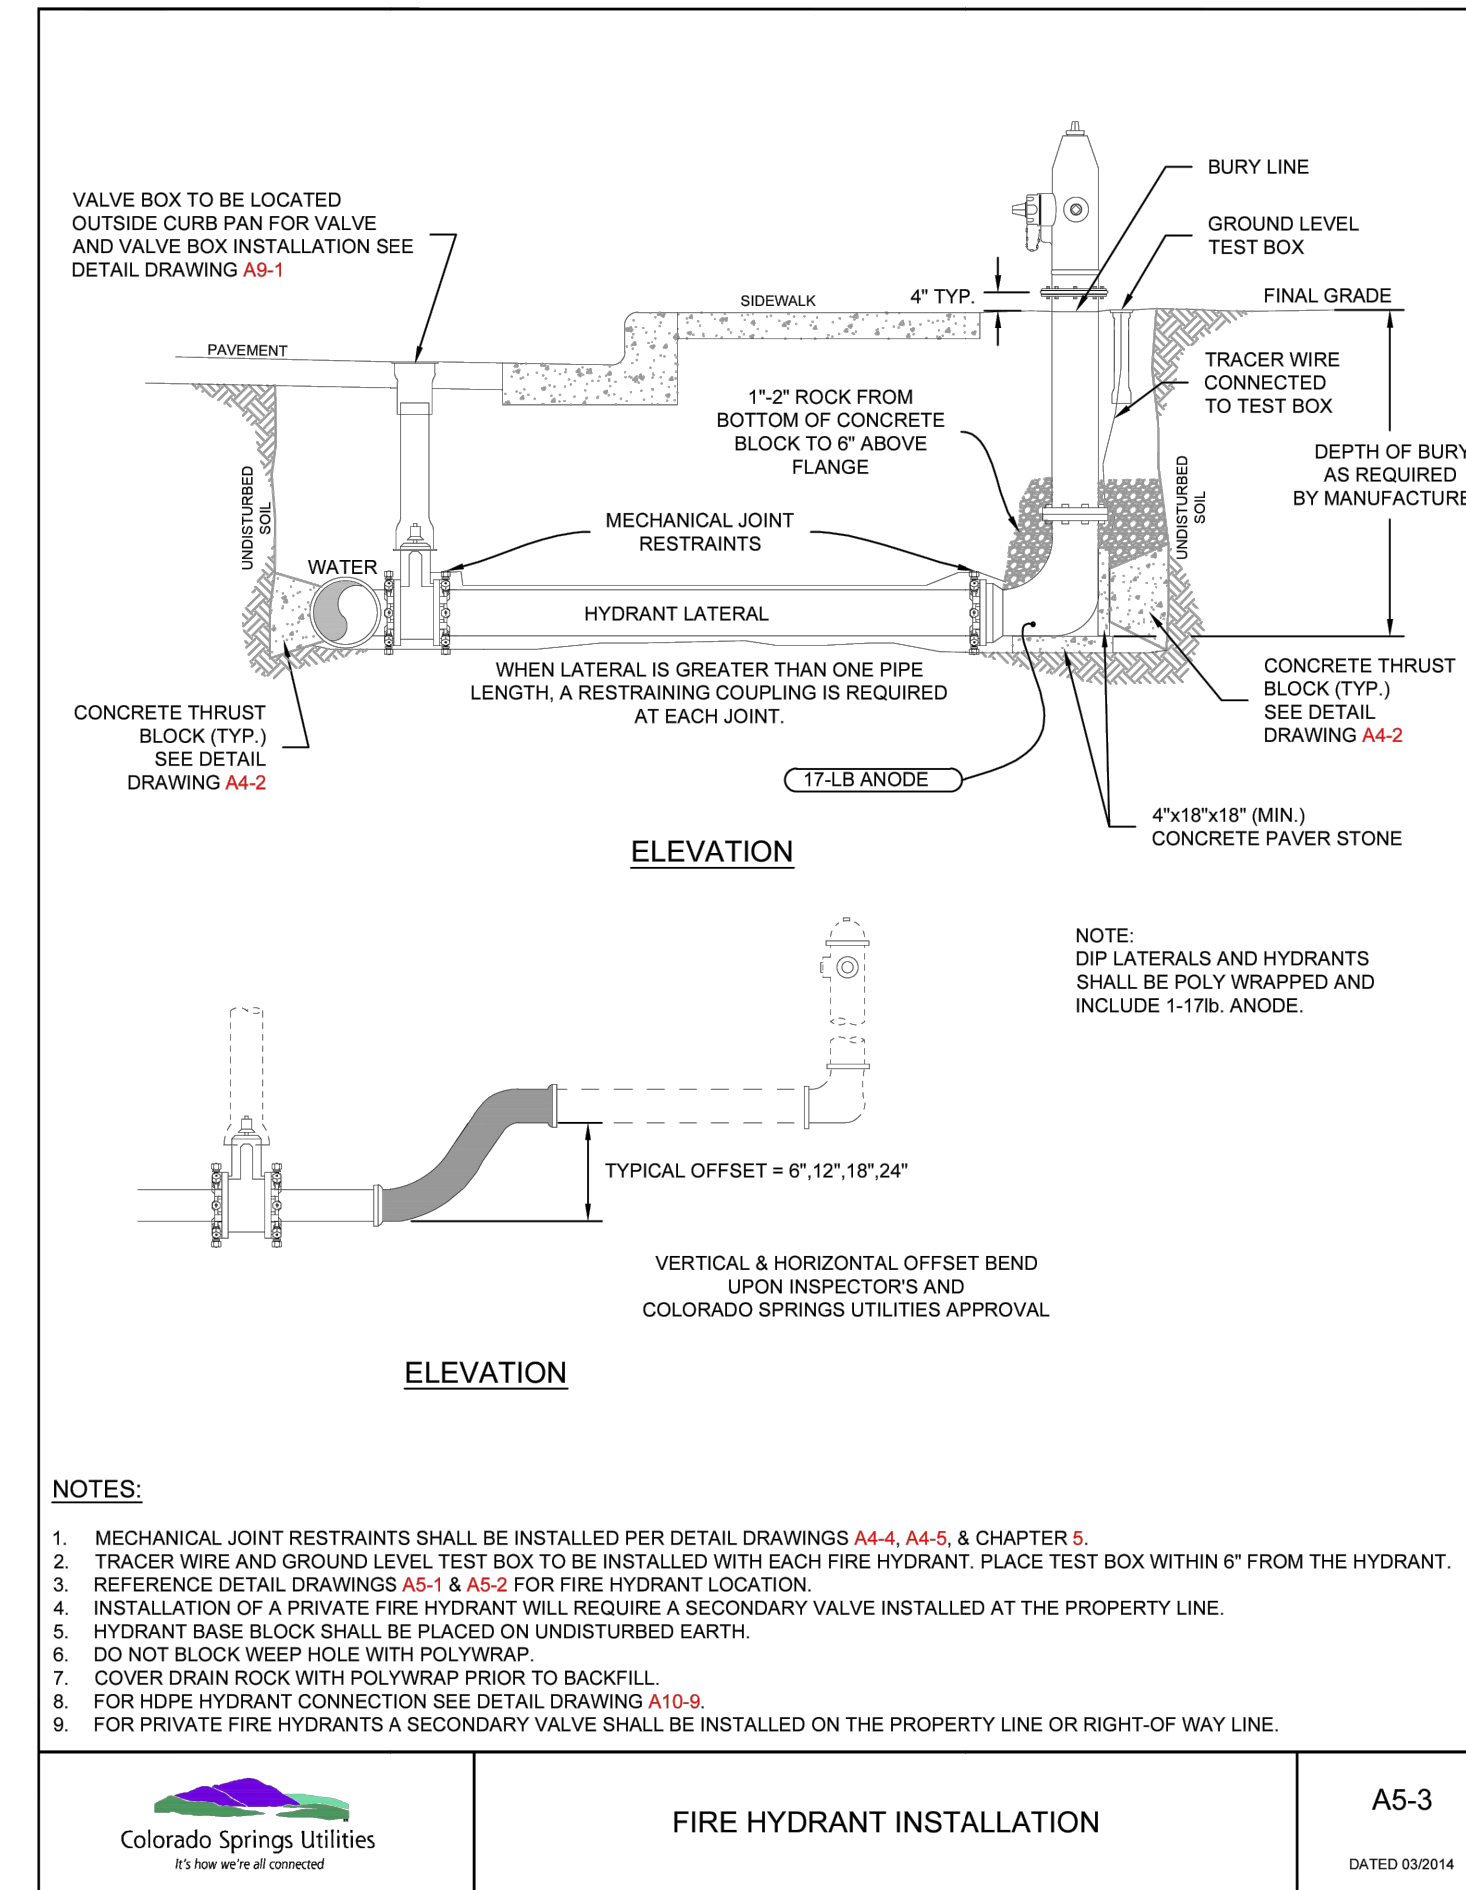 BURY LINE
VALVE BOX TO BE LOCATED
OUTSIDE CURB PAN FOR VALVE
AND VALVE BOX INSTALLATION SEE
DETAIL DRAWING A9-1
GROUND LEVEL
TEST BOX
4" TYP.
SIDEWALK
FINAL GRADE
PAVEMENT
TRACER WIRE
CONNECTED
TO TEST BOX
1"-2" ROCK FROM
BOTTOM OF CONCRETE
BLOCK TO 6" ABOVE
FLANGE
DEPTH OF BURY
AS REQUIRED
BY MANUFACTURE
UNDISTURBED
SOIL
UNDISTURBED
SOIL
MECHANICAL JOINT
RESTRAINTS
WATER
HYDRANT LATERAL
WHEN LATERAL IS GREATER THAN ONE PIPE
LENGTH, A RESTRAINING COUPLING IS REQUIRED
AT EACH JOINT.
CONCRETE THRUST
BLOCK (TYP.)
SEE DETAIL
DRAWING A4-2
CONCRETE THRUST
BLOCK (TYP.)
SEE DETAIL
DRAWING A4-2
17-LB ANODE
4"x18"x18" (MIN.)
CONCRETE PAVER STONE
ELEVATION
NOTE:
DIP LATERALS AND HYDRANTS
SHALL BE POLY WRAPPED AND
INCLUDE 1-17lb. ANODE.
TYPICAL OFFSET = 6",12",18",24"
VERTICAL & HORIZONTAL OFFSET BEND
UPON INSPECTOR'S AND
COLORADO SPRINGS UTILITIES APPROVAL
ELEVATION
NOTES:
1. MECHANICAL JOINT RESTRAINTS SHALL BE INSTALLED PER DETAIL DRAWINGS A4-4, A4-5, & CHAPTER 5.
2. TRACER WIRE AND GROUND LEVEL TEST BOX TO BE INSTALLED WITH EACH FIRE HYDRANT. PLACE TEST BOX WITHIN 6" FROM THE HYDRANT.
3. REFERENCE DETAIL DRAWINGS A5-1 & A5-2 FOR FIRE HYDRANT LOCATION.
4. INSTALLATION OF A PRIVATE FIRE HYDRANT WILL REQUIRE A SECONDARY VALVE INSTALLED AT THE PROPERTY LINE.
5. HYDRANT BASE BLOCK SHALL BE PLACED ON UNDISTURBED EARTH.
6. DO NOT BLOCK WEEP HOLE WITH POLYWRAP.
7. COVER DRAIN ROCK WITH POLYWRAP PRIOR TO BACKFILL.
8. FOR HDPE HYDRANT CONNECTION SEE DETAIL DRAWING A10-9.
9. FOR PRIVATE FIRE HYDRANTS A SECONDARY VALVE SHALL BE INSTALLED ON THE PROPERTY LINE OR RIGHT-OF WAY LINE.
Colorado Springs Utilities
It's how we're all connected
FIRE HYDRANT INSTALLATION
A5-3
DATED 03/2014